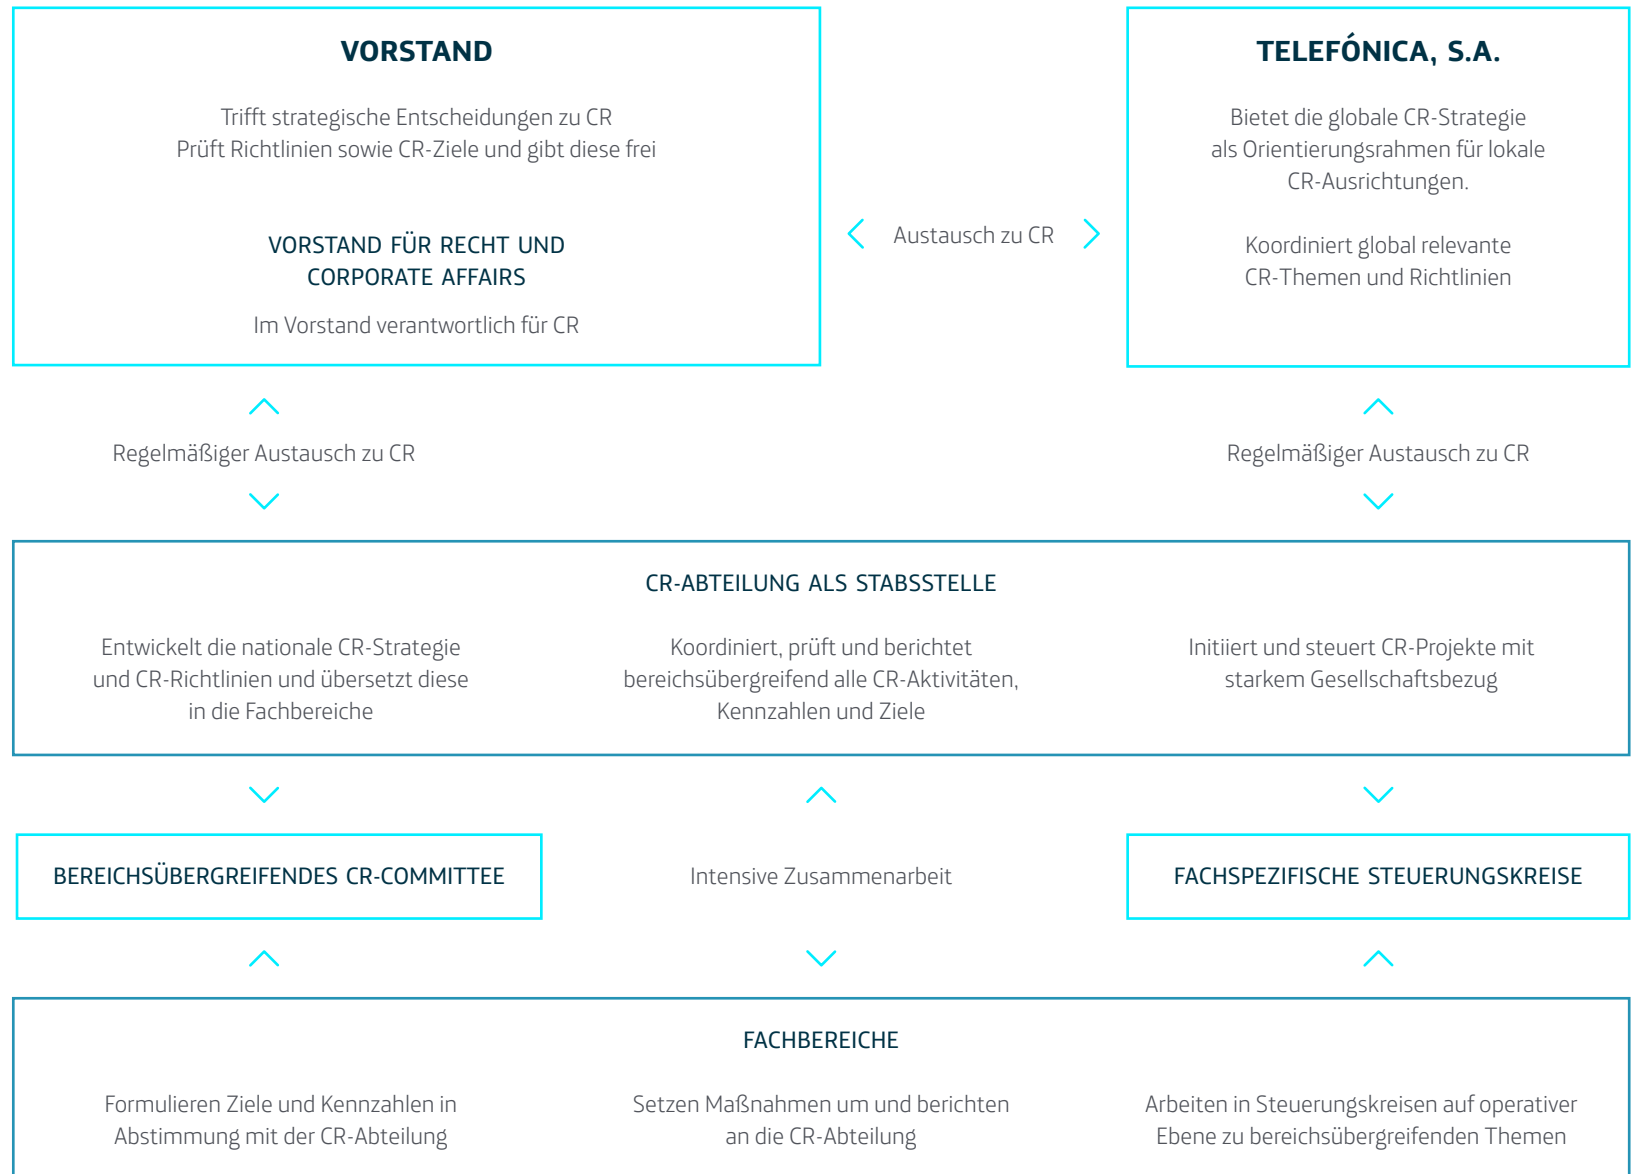 VORSTAND
Trifft strategische Entscheidungen zu CR
Prüft Richtlinien sowie CR-Ziele und gibt diese frei
VORSTAND FÜR RECHT UND
CORPORATE AFFAIRS
Im Vorstand verantwortlich für CR
Austausch zu CR
TELEFÓNICA, S.A.
Bietet die globale CR-Strategie
als Orientierungsrahmen für lokale
CR-Ausrichtungen.
Koordiniert global relevante
CR-Themen und Richtlinien
Regelmäßiger Austausch zu CR
Regelmäßiger Austausch zu CR
CR-ABTEILUNG ALS STABSSTELLE
Entwickelt die nationale CR-Strategie
und CR-Richtlinien und übersetzt diese
in die Fachbereiche
Koordiniert, prüft und berichtet
bereichsübergreifend alle CR-Aktivitäten,
Kennzahlen und Ziele
Initiiert und steuert CR-Projekte mit
starkem Gesellschaftsbezug
BEREICHSÜBERGREIFENDES CR-COMMITTEE
Intensive Zusammenarbeit
FACHSPEZIFISCHE STEUERUNGSKREISE
FACHBEREICHE
Formulieren Ziele und Kennzahlen in
Abstimmung mit der CR-Abteilung
Setzen Maßnahmen um und berichten
an die CR-Abteilung
Arbeiten in Steuerungskreisen auf operativer
Ebene zu bereichsübergreifenden Themen